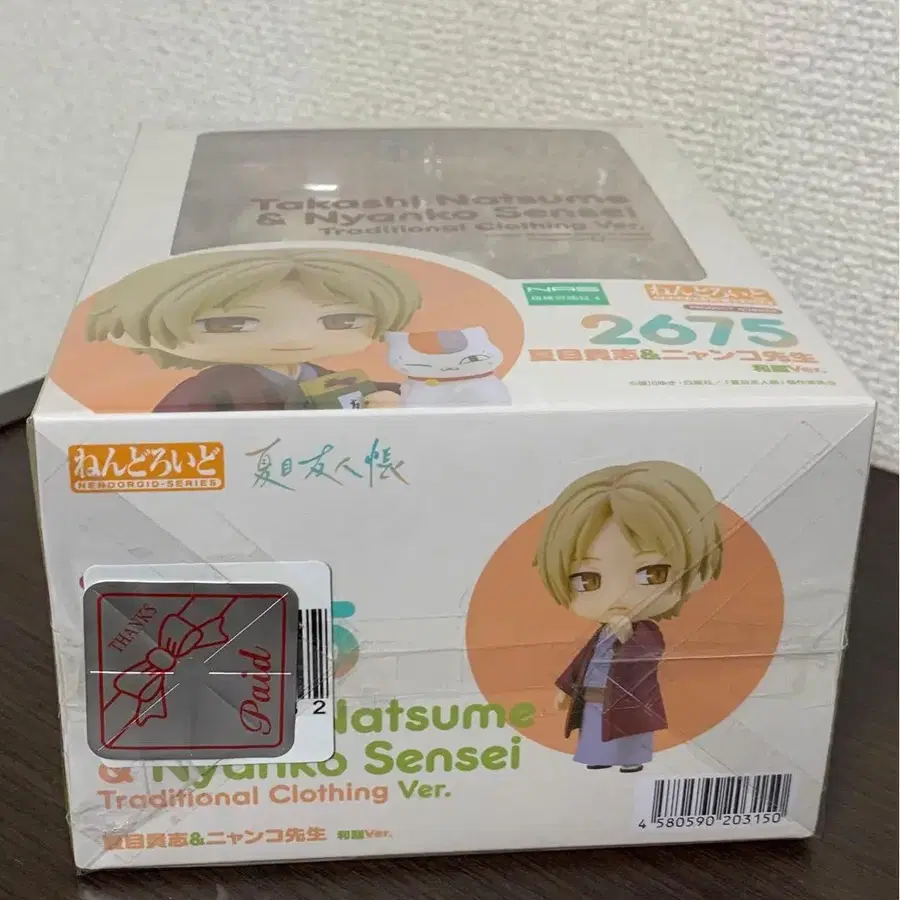 Takashi Natsume
& Nyanko Sensei
Traditional Clothing Ver.
NAS
ねんどろいど
2675
夏目貴志&ニャンコ先生
和服Ver.
ねんどろいど
NENDOROID-SERIES
夏目友人帳
THANKS
Paid
5
2
Natsume
& Nyanko Sensei
Traditional Clothing Ver.
夏目貴志&ニャンコ先生 和服Ver.
4 580590 203150